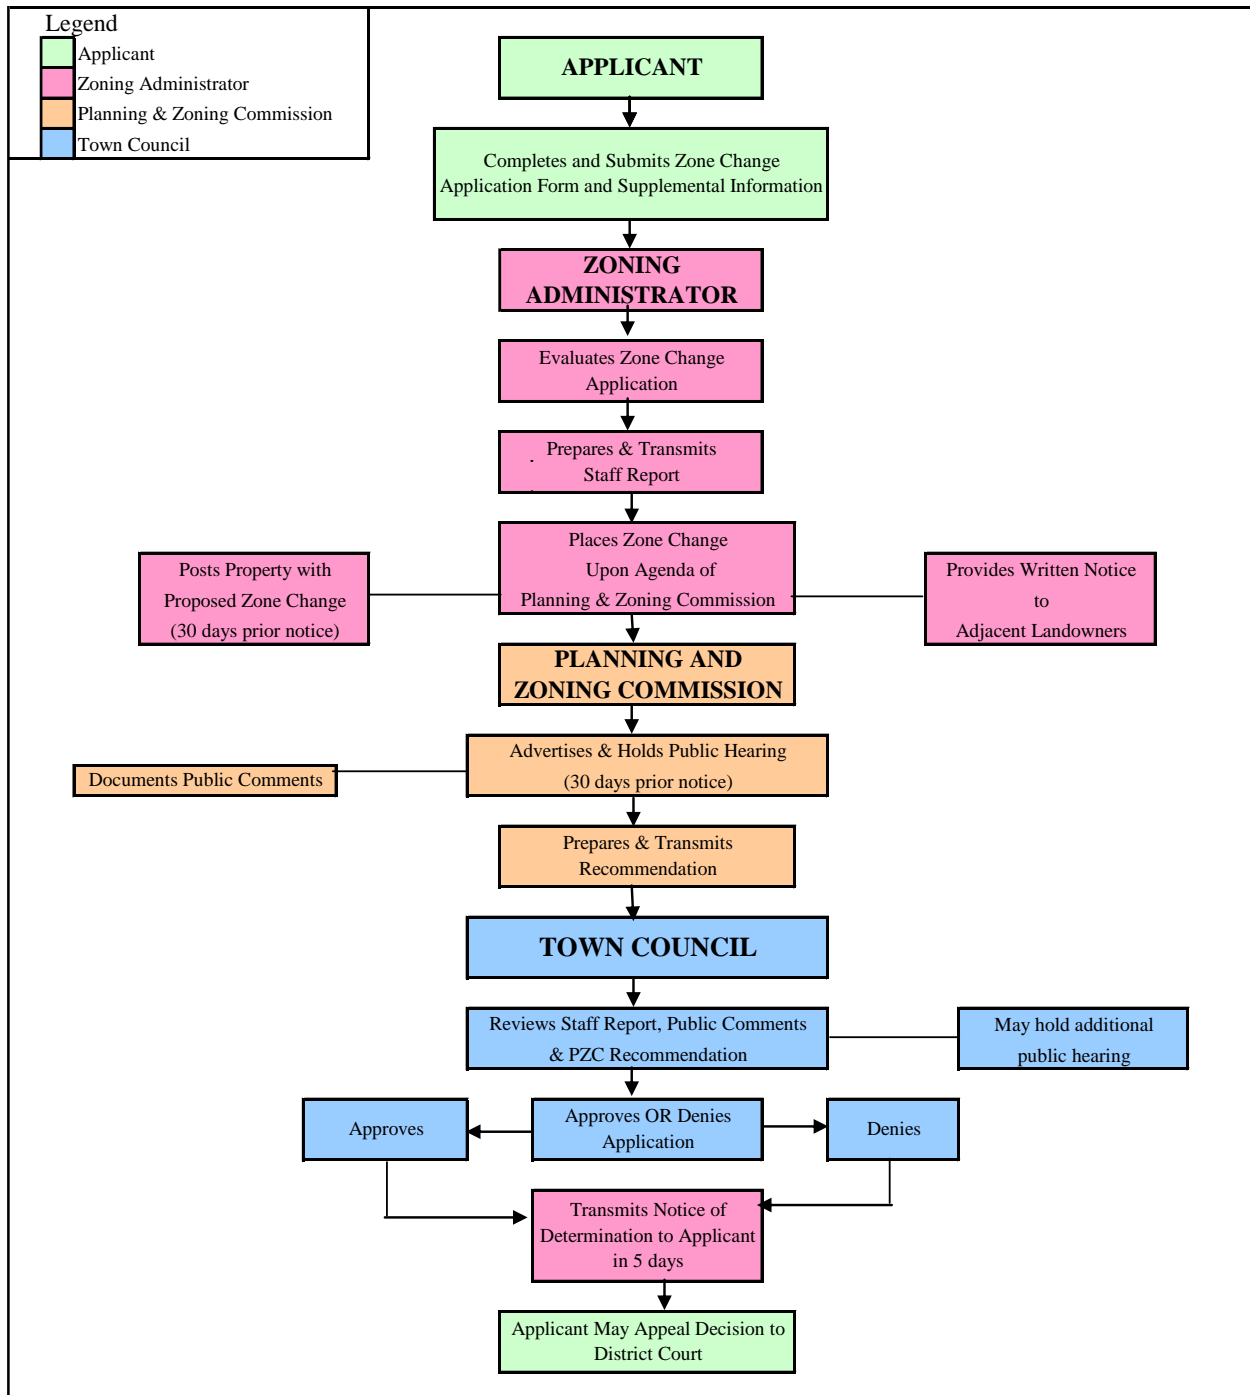 Legend
Applicant
Zoning Administrator
Planning & Zoning Commission
Town Council
APPLICANT
Completes and Submits Zone Change
Application Form and Supplemental Information
ZONING
ADMINISTRATOR
Evaluates Zone Change
Application
Prepares & Transmits
Staff Report
Places Zone Change
Upon Agenda of
Planning & Zoning Commission
Posts Property with
Proposed Zone Change
(30 days prior notice)
Provides Written Notice
to
Adjacent Landowners
PLANNING AND
ZONING COMMISSION
Advertises & Holds Public Hearing
(30 days prior notice)
Documents Public Comments
Prepares & Transmits
Recommendation
TOWN COUNCIL
Reviews Staff Report, Public Comments
& PZC Recommendation
May hold additional
public hearing
Approves
Approves OR Denies
Application
Denies
Transmits Notice of
Determination to Applicant
in 5 days
Applicant May Appeal Decision to
District Court